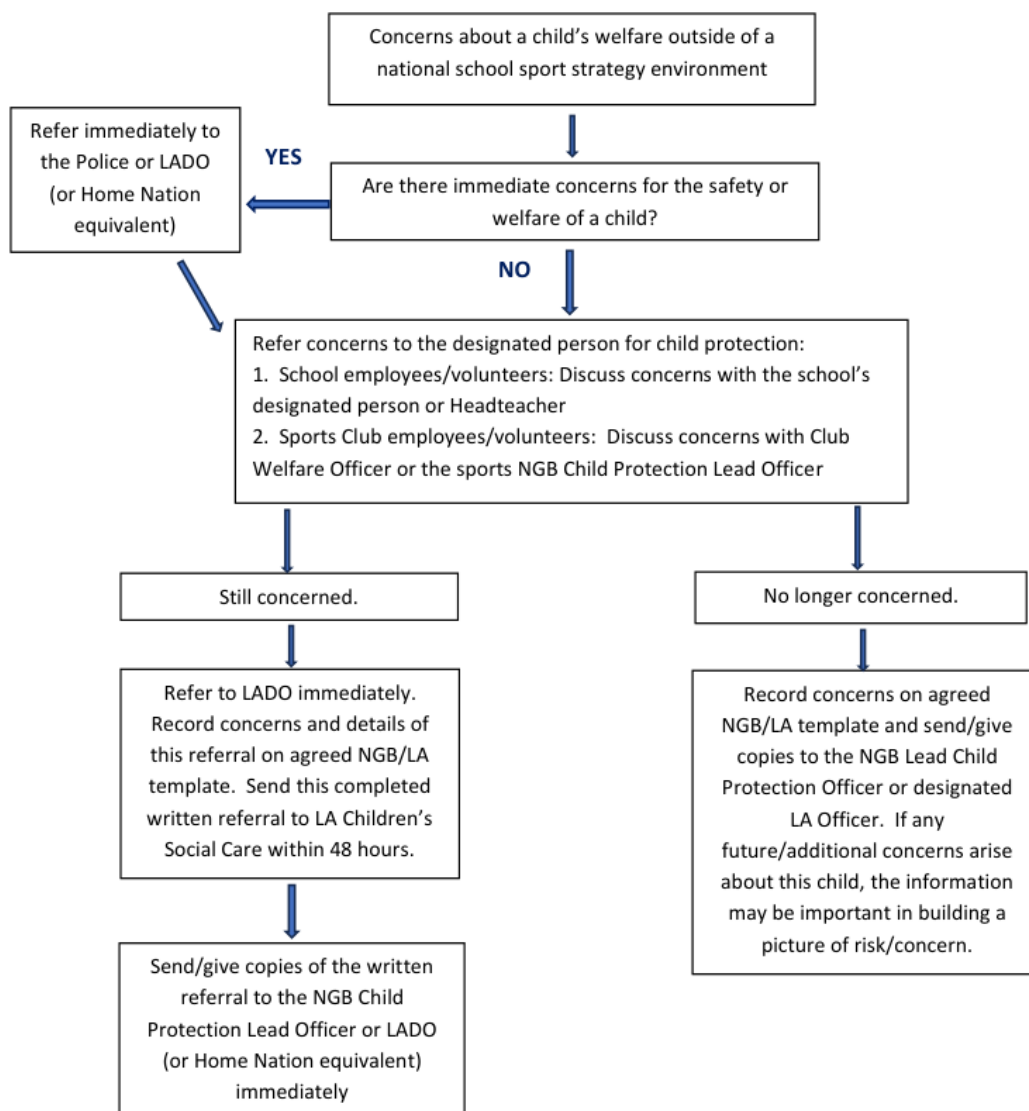 Concerns about a child’s welfare outside of a
national school sport strategy environment
Refer immediately to
the Police or LADO
(or Home Nation
equivalent)
YES
Are there immediate concerns for the safety or
welfare of a child?
NO
Refer concerns to the designated person for child protection:
1. School employees/volunteers: Discuss concerns with the school’s
designated person or Headteacher
2. Sports Club employees/volunteers: Discuss concerns with Club
Welfare Officer or the sports NGB Child Protection Lead Officer
Still concerned.
No longer concerned.
Refer to LADO immediately.
Record concerns and details of
this referral on agreed NGB/LA
template. Send this completed
written referral to LA Children’s
Social Care within 48 hours.
Record concerns on agreed
NGB/LA template and send/give
copies to the NGB Lead Child
Protection Officer or designated
LA Officer. If any
future/additional concerns arise
about this child, the information
may be important in building a
picture of risk/concern.
Send/give copies of the written
referral to the NGB Child
Protection Lead Officer or LADO
(or Home Nation equivalent)
immediately